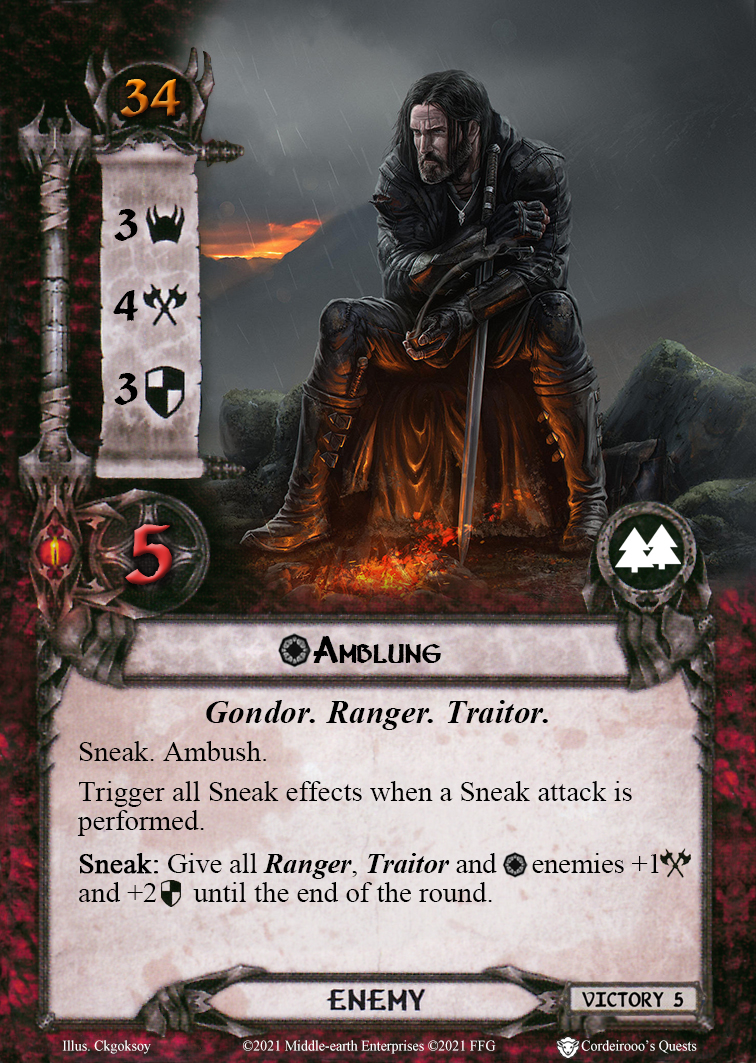 34
3
4
3
5
Amblung
Gondor. Ranger. Traitor.
Sneak. Ambush.
Trigger all Sneak effects when a Sneak attack is
performed.
Sneak: Give all Ranger, Traitor and enemies +1
and +2 until the end of the round.
ENEMY
VICTORY 5
Illus. Ckgoksoy
©2021 Middle-earth Enterprises ©2021 FFG
Cordeirooo's Quests